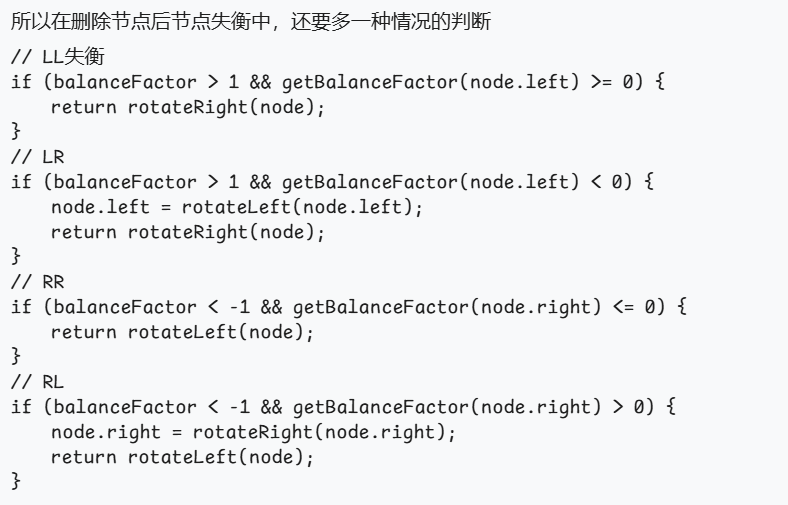 所以在删除节点后节点失衡中，还要多一种情况的判断
// LL失衡
if (balanceFactor > 1 && getBalanceFactor(node.left) >= 0) {
    return rotateRight(node);
}
// LR
if (balanceFactor > 1 && getBalanceFactor(node.left) < 0) {
    node.left = rotateLeft(node.left);
    return rotateRight(node);
}
// RR
if (balanceFactor < -1 && getBalanceFactor(node.right) <= 0) {
    return rotateLeft(node);
}
// RL
if (balanceFactor < -1 && getBalanceFactor(node.right) > 0) {
    node.right = rotateRight(node.right);
    return rotateLeft(node);
}